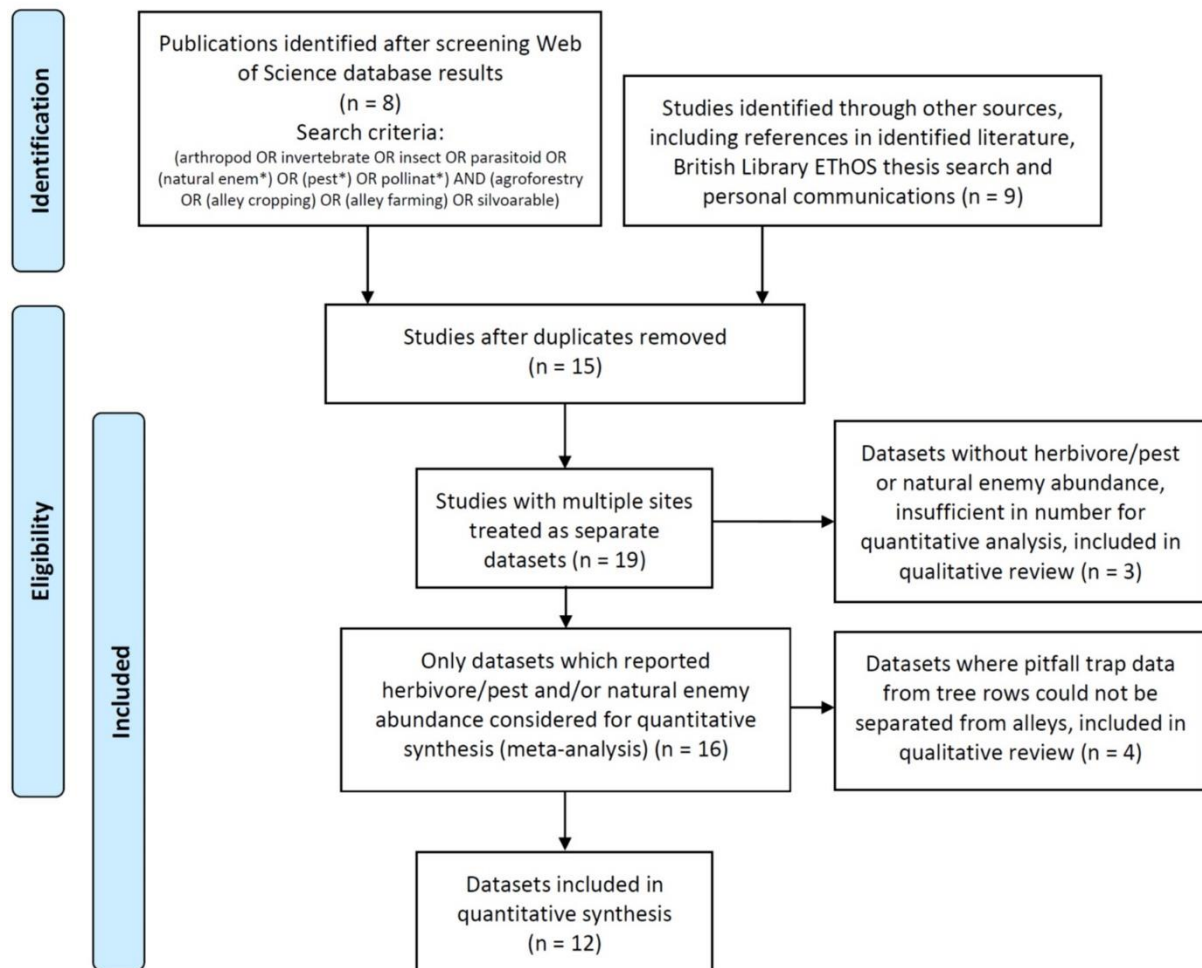 Identification
Publications identified after screening Web
of Science database results
(n = 8)
Search criteria:
(arthropod OR invertebrate OR insect OR parasitoid OR
(natural enem*) OR (pest*) OR pollinat*) AND (agroforestry
OR (alley cropping) OR (alley farming) OR silvoarable)
Studies identified through other sources,
including references in identified literature,
British Library EThOS thesis search and
personal communications (n = 9)
Eligibility
Included
Studies after duplicates removed
(n = 15)
Studies with multiple sites
treated as separate
datasets (n = 19)
Datasets without herbivore/pest
or natural enemy abundance,
insufficient in number for
quantitative analysis, included in
qualitative review (n = 3)
Only datasets which reported
herbivore/pest and/or natural enemy
abundance considered for quantitative
synthesis (meta-analysis) (n = 16)
Datasets where pitfall trap data
from tree rows could not be
separated from alleys, included in
qualitative review (n = 4)
Datasets included in
quantitative synthesis
(n = 12)